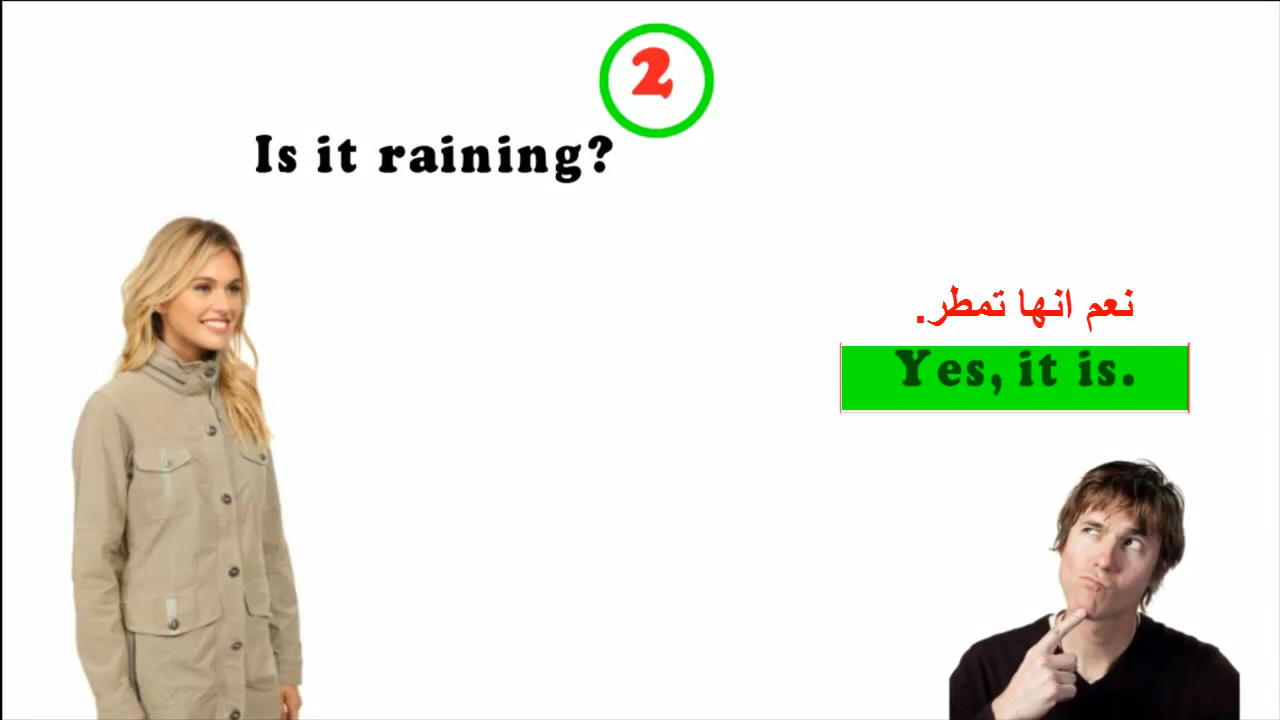 2
Is it raining?
نعم انها تمطر.
Yes, it is.